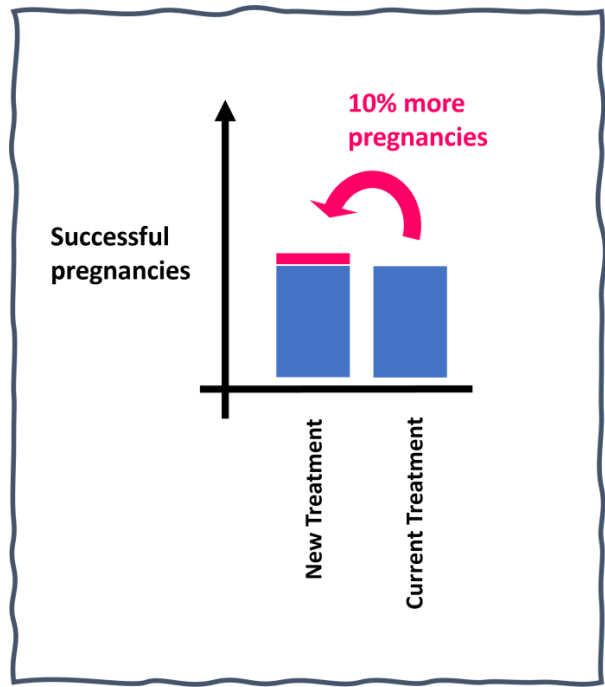 10% more
pregnancies
Successful
pregnancies
New Treatment
Current Treatment